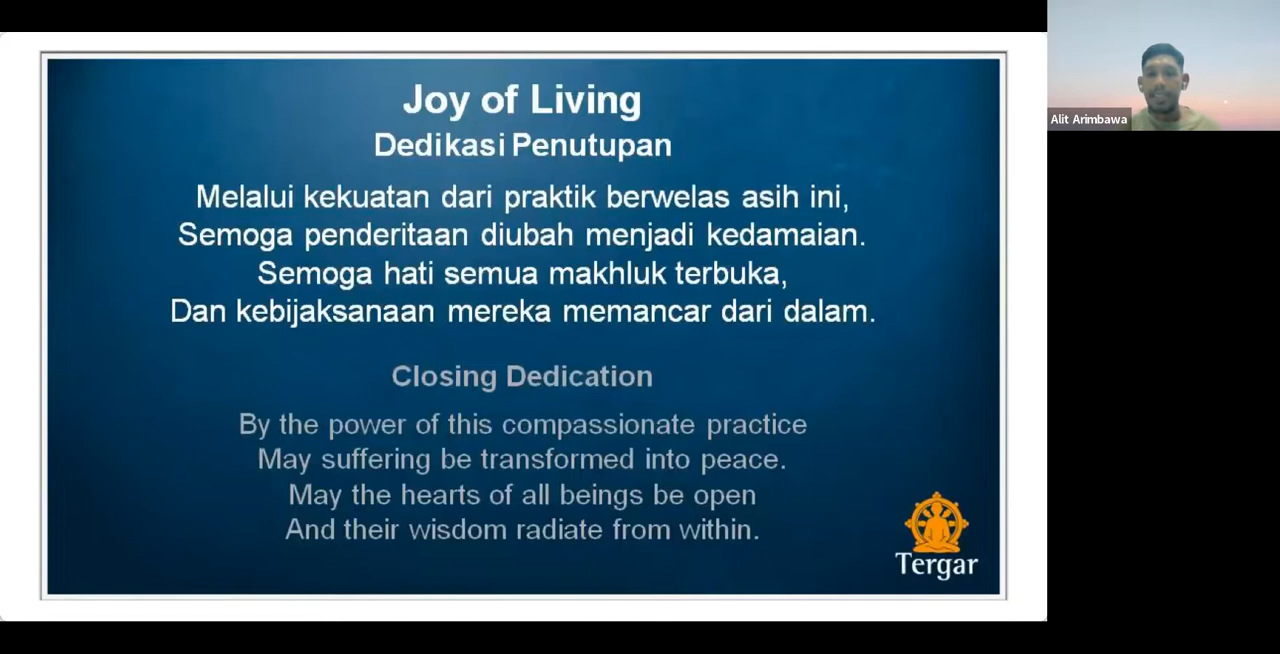 Joy of Living
Dedikasi Penutupan
Melalui kekuatan dari praktik berwelas asih ini,
Semoga penderitaan diubah menjadi kedamaian.
Semoga hati semua makhluk terbuka,
Dan kebijaksanaan mereka memancar dari dalam.
Closing Dedication
By the power of this compassionate practice
May suffering be transformed into peace.
May the hearts of all beings be open
And their wisdom radiate from within.
Tergar
Alit Arimbawa